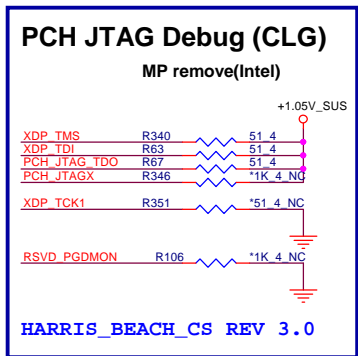 PCH JTAG Debug (CLG)
MP remove(Intel)
+1.05V_SUS
XDP_TMS R340 51_4
XDP_TDI R63 51_4
PCH_JTAG_TDO R67 51_4
PCH_JTAGX R346 *1K_4_NC
XDP_TCK1 R351 *51_4_NC
RSVD_PGDMON R106 *1K_4_NC
HARRIS_BEACH_CS REV 3.0